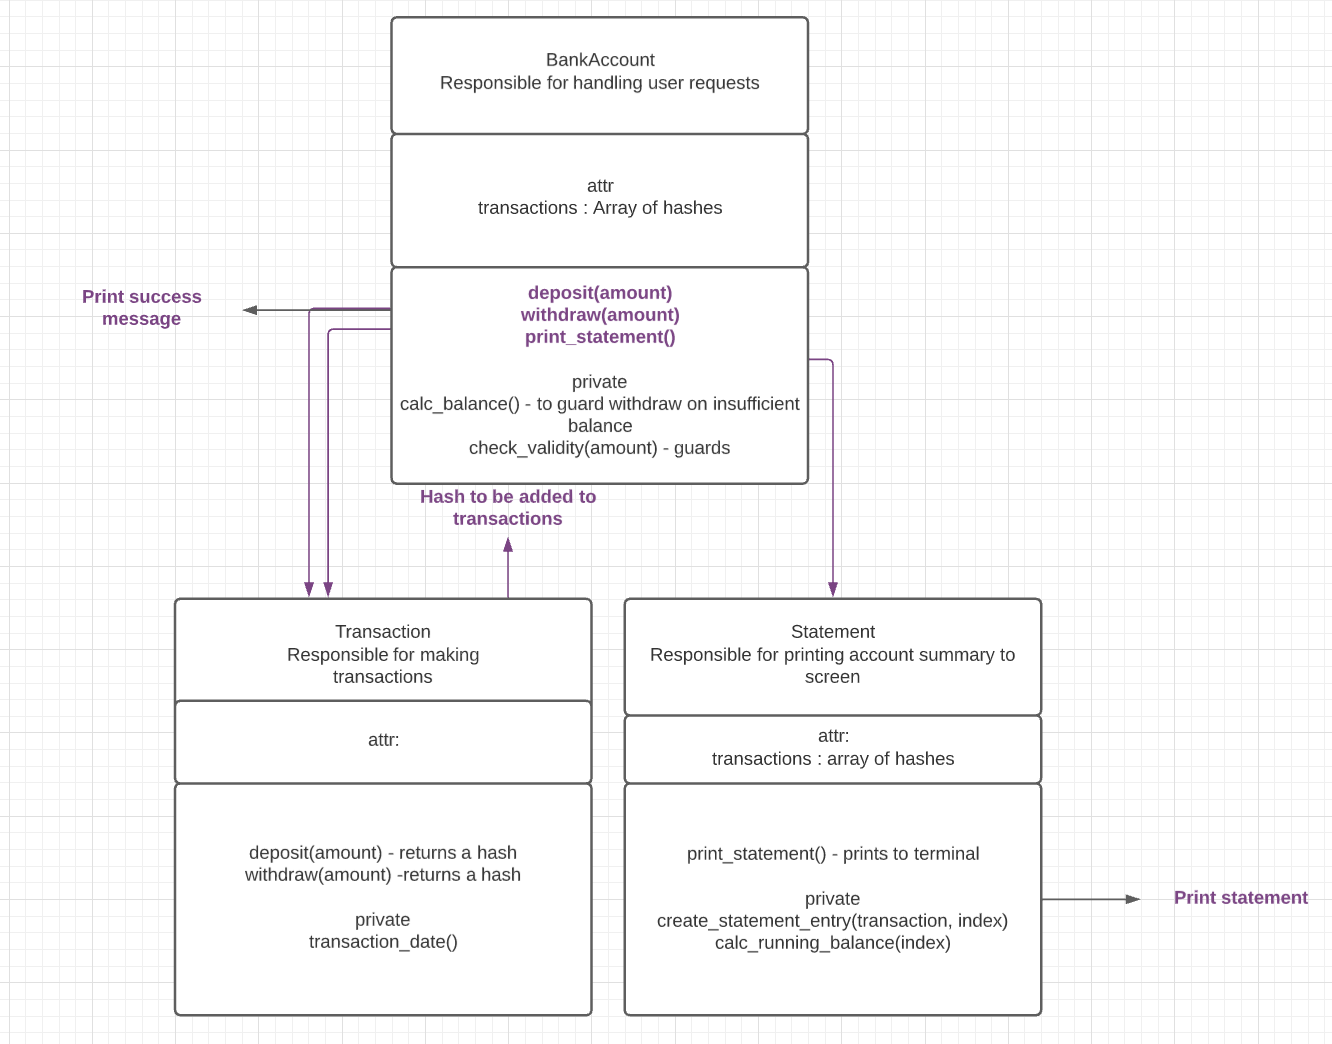 BankAccount
Responsible for handling user requests
attr
transactions : Array of hashes
Print success
message
deposit(amount)
withdraw(amount)
print_statement()
private
calc_balance() - to guard withdraw on insufficient
balance
check_validity(amount) - guards
Hash to be added to
transactions
Transaction
Responsible for making
transactions
attr:
deposit(amount) - returns a hash
withdraw(amount) -returns a hash
private
transaction_date()
Statement
Responsible for printing account summary to
screen
attr:
transactions : array of hashes
print_statement() - prints to terminal
private
create_statement_entry(transaction, index)
calc_running_balance(index)
Print statement